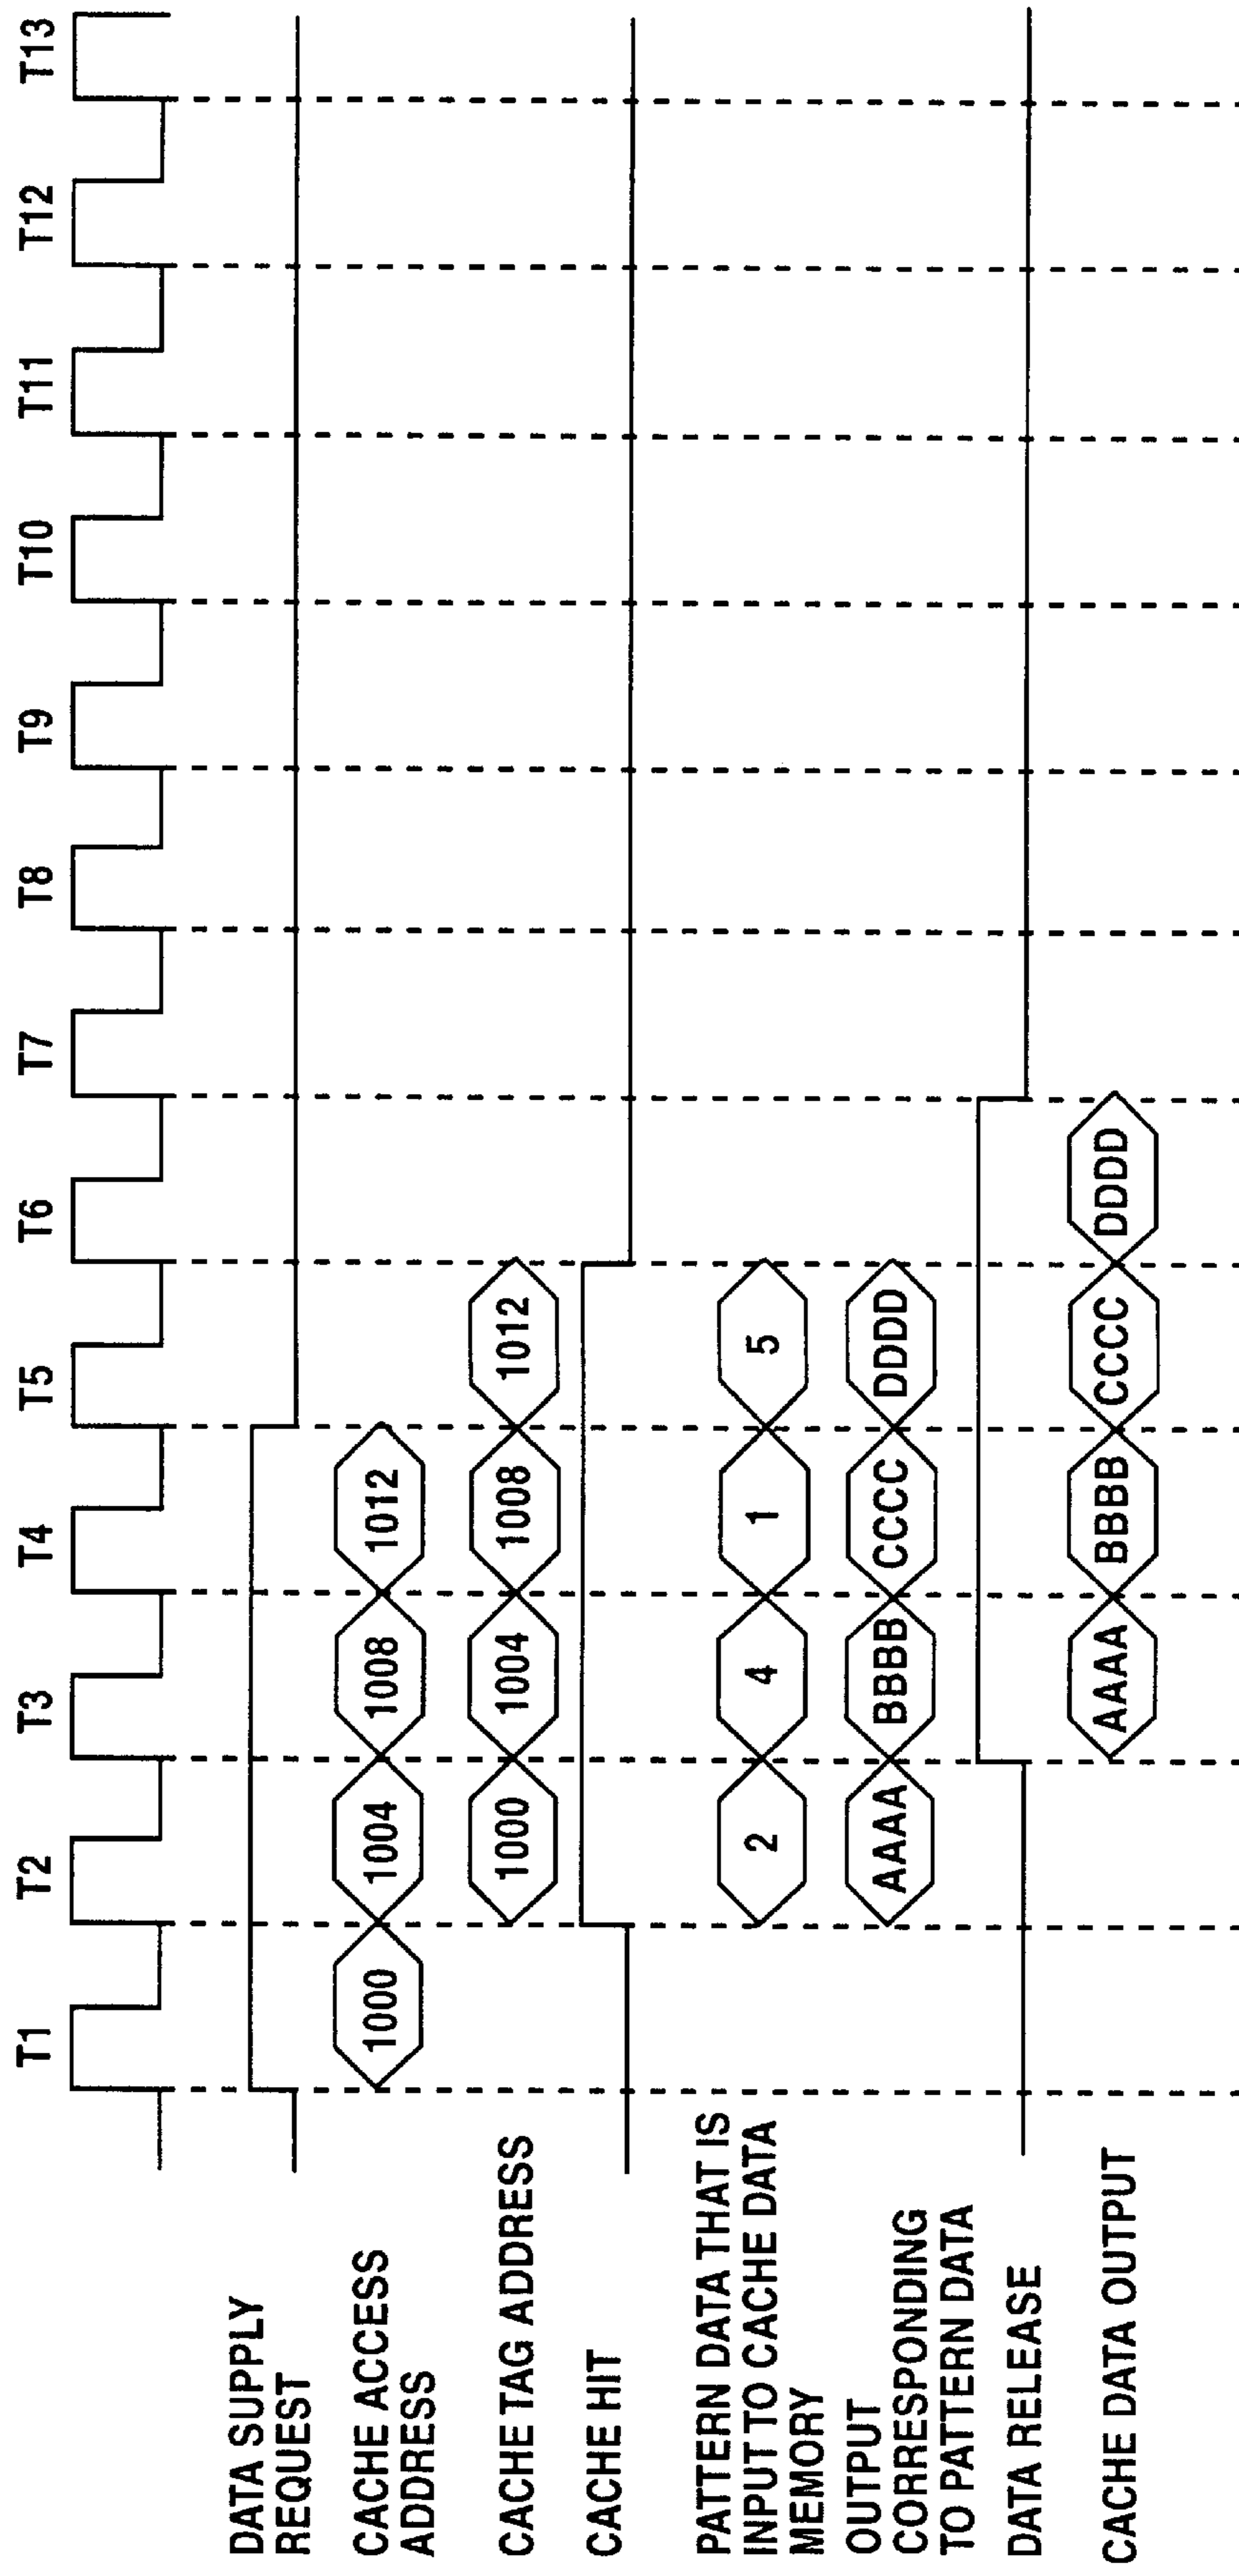 T1 T2 T3 T4 T5 T6 T7 T8 T9 T10 T11 T12 T13
DATA SUPPLY
REQUEST
CACHE ACCESS
ADDRESS
1000 1004 1008 1012
CACHE TAG ADDRESS
1000 1004 1008 1012
CACHE HIT
PATTERN DATA THAT IS
INPUT TO CACHE DATA
MEMORY
2 4 1 5
OUTPUT
CORRESPONDING
TO PATTERN DATA
AAAA BBBB CCCC DDDD
DATA RELEASE
CACHE DATA OUTPUT
AAAA BBBB CCCC DDDD